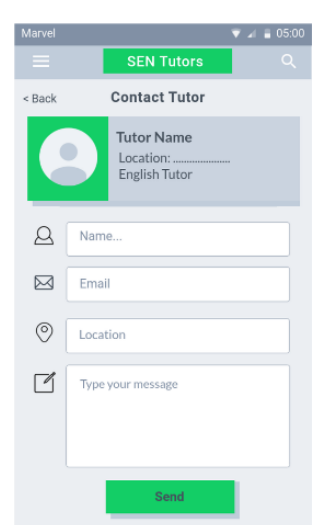 Marvel 05:00
SEN Tutors
< Back Contact Tutor
Tutor Name
Location: .....................
English Tutor
Name...
Email
Location
Type your message
Send